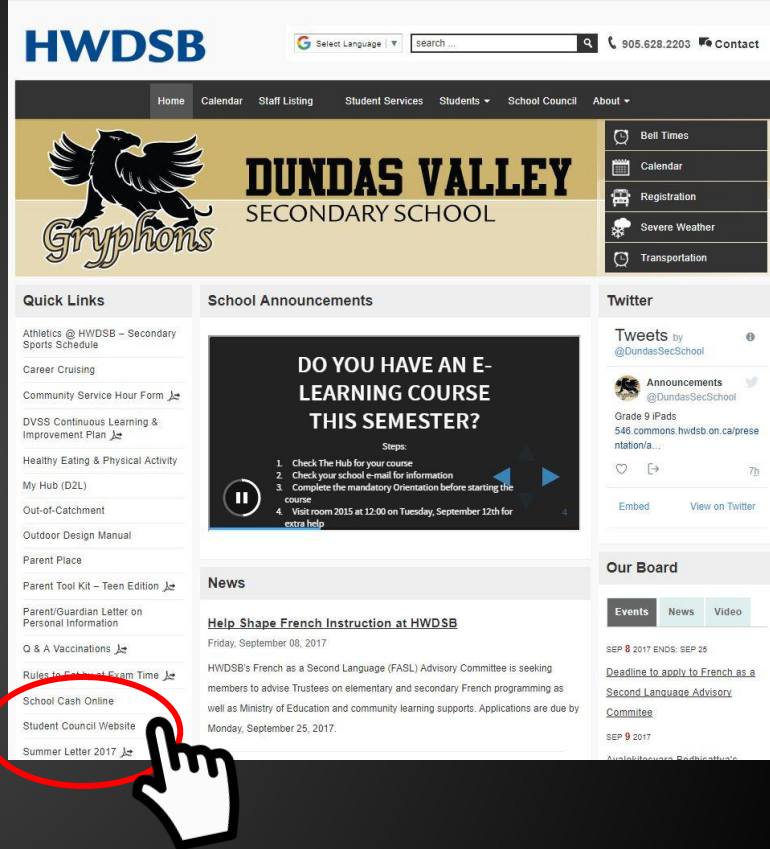 HWDSB
Select Language
search ...
905.628.2203 Contact
Home Calendar Staff Listing Student Services Students School Council About
Gryphons
DUNDAS VALLEY
SECONDARY SCHOOL
Bell Times
Calendar
Registration
Severe Weather
Transportation
Quick Links
Athletics @ HWDSB – Secondary
Sports Schedule
Career Cruising
Community Service Hour Form
DVSS Continuous Learning &
Improvement Plan
Healthy Eating & Physical Activity
My Hub (D2L)
Out-of-Catchment
Outdoor Design Manual
Parent Place
Parent Tool Kit – Teen Edition
Parent/Guardian Letter on
Personal Information
Q & A Vaccinations
Rules to Eat by at Exam Time
School Cash Online
Student Council Website
Summer Letter 2017
School Announcements
DO YOU HAVE AN E-
LEARNING COURSE
THIS SEMESTER?
Steps:
1. Check The Hub for your course
2. Check your school e-mail for information
3. Complete the mandatory Orientation before starting the
course
4. Visit room 2015 at 12:00 on Tuesday, September 12th for
extra help
4
News
Help Shape French Instruction at HWDSB
Friday, September 08, 2017
HWDSB's French as a Second Language (FASL) Advisory Committee is seeking
members to advise Trustees on elementary and secondary French programming as
well as Ministry of Education and community learning supports. Applications are due by
Monday, September 25, 2017.
Twitter
Tweets by
@DundasSecSchool
Announcements
@DundasSecSchool
Grade 9 iPads
546.commons.hwdsb.on.ca/prese
ntation/a…
7h
Embed View on Twitter
Our Board
Events News Video
SEP 8 2017 ENDS: SEP 25
Deadline to apply to French as a
Second Language Advisory
Commitee
SEP 9 2017